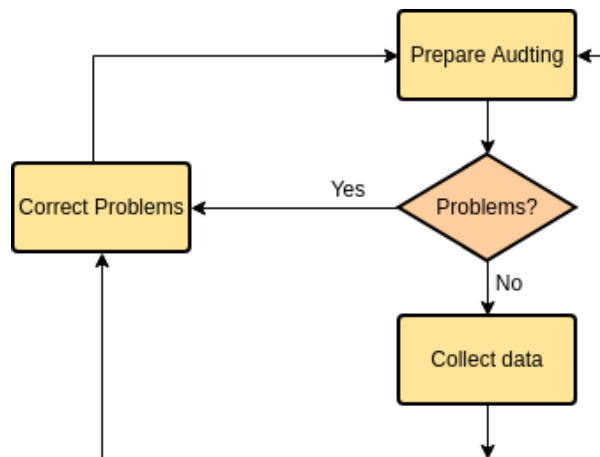 Prepare Audting
Correct Problems
Yes
Problems?
No
Collect data